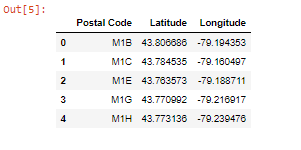 Out[5]:
Postal Code Latitude Longitude
0 M1B 43.806686 -79.194353
1 M1C 43.784535 -79.160497
2 M1E 43.763573 -79.188711
3 M1G 43.770992 -79.216917
4 M1H 43.773136 -79.239476